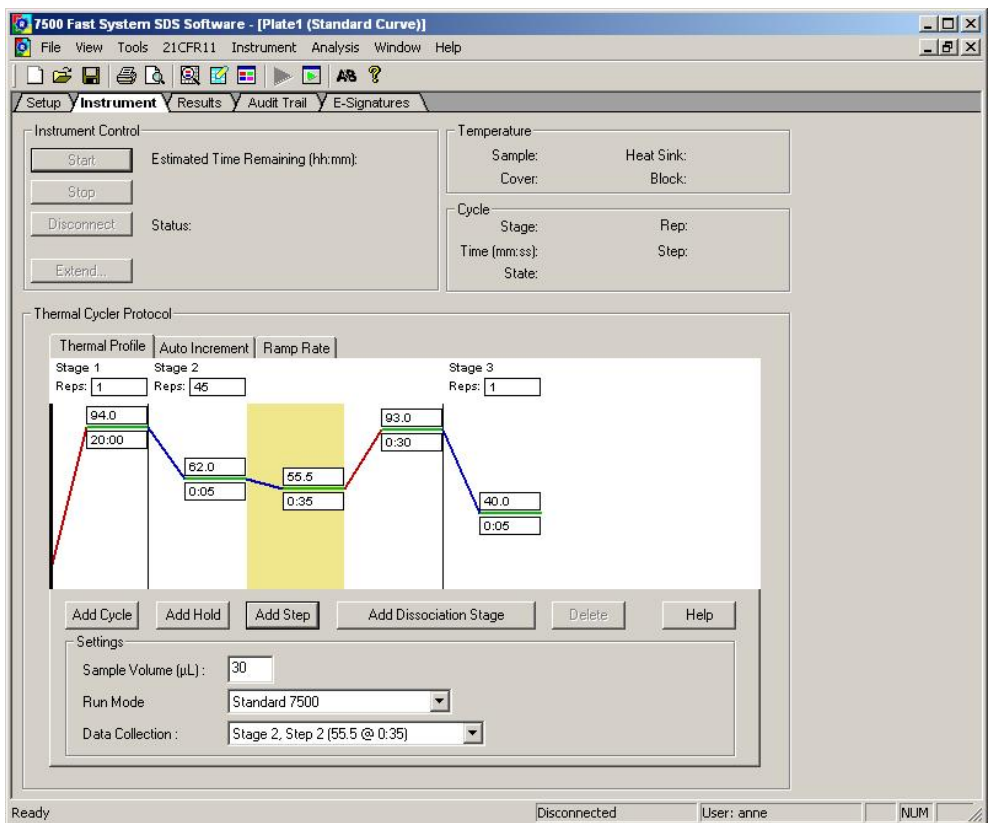 7500 Fast System SDS Software - [Plate1 (Standard Curve)]
File View Tools 21CFR11 Instrument Analysis Window Help
AB ?
Setup Instrument Results Audit Trail E-Signatures
Instrument Control
Start Estimated Time Remaining (hh:mm):
Stop
Disconnect Status:
Extend...
Temperature
Sample: Heat Sink:
Cover: Block:
Cycle
Stage: Rep:
Time (mm:ss): Step:
State:
Thermal Cycler Protocol
Thermal Profile Auto Increment Ramp Rate
Stage 1 Stage 2 Stage 3
Reps: 1 Reps: 45 Reps: 1
94.0 93.0
20:00 0:30
62.0 55.5
0:05 0:35
40.0
0:05
Add Cycle Add Hold Add Step Add Dissociation Stage Delete Help
Settings
Sample Volume (µL) : 30
Run Mode Standard 7500
Data Collection : Stage 2, Step 2 (55.5 @ 0:35)
Ready Disconnected User: anne NUM